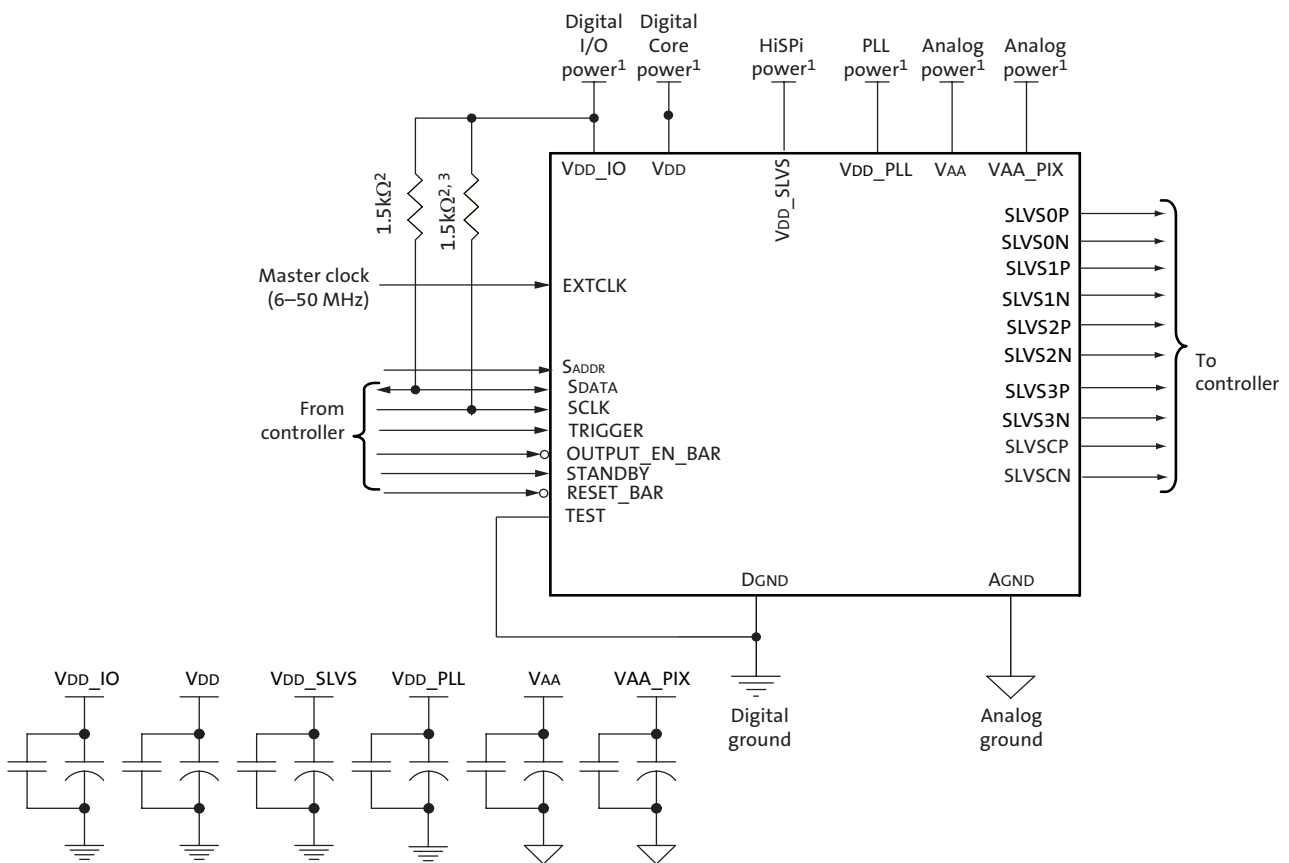 Digital
I/O
power1
Digital
Core
power1
HiSPi
power1
PLL
power1
Analog
power1
Analog
power1
VDD_IO
VDD
VDD_SLVS
VDD_PLL
VAA
VAA_PIX
1.5kΩ2
1.5kΩ2, 3
Master clock
(6–50 MHz)
EXTCLK
SADDR
SDATA
SCLK
TRIGGER
OUTPUT_EN_BAR
STANDBY
RESET_BAR
TEST
From
controller
SLVS0P
SLVS0N
SLVS1P
SLVS1N
SLVS2P
SLVS2N
SLVS3P
SLVS3N
SLVSCP
SLVSCN
To
controller
DGND
AGND
Digital
ground
Analog
ground
VDD_IO
VDD
VDD_SLVS
VDD_PLL
VAA
VAA_PIX